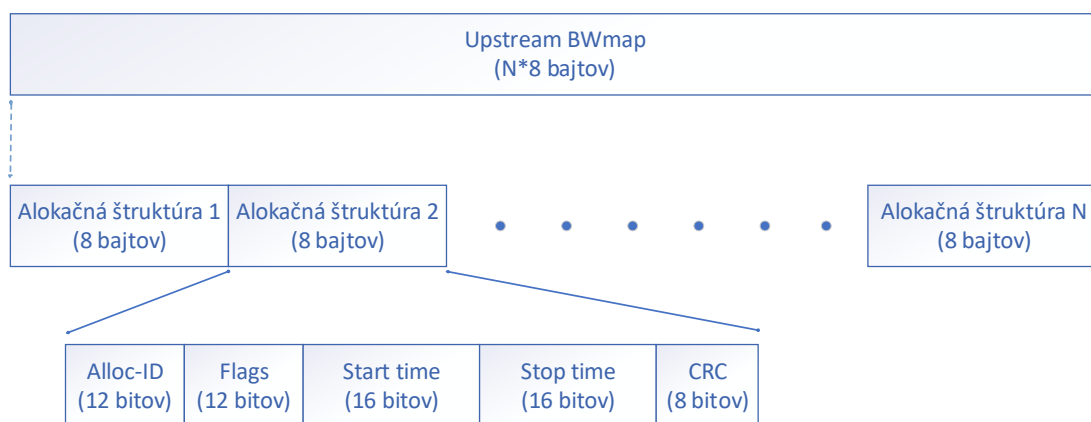 Upstream BWmap
(N*8 bajtov)
Alokačná štruktúra 1
(8 bajtov)
Alokačná štruktúra 2
(8 bajtov)
Alokačná štruktúra N
(8 bajtov)
Alloc-ID
(12 bitov)
Flags
(12 bitov)
Start time
(16 bitov)
Stop time
(16 bitov)
CRC
(8 bitov)